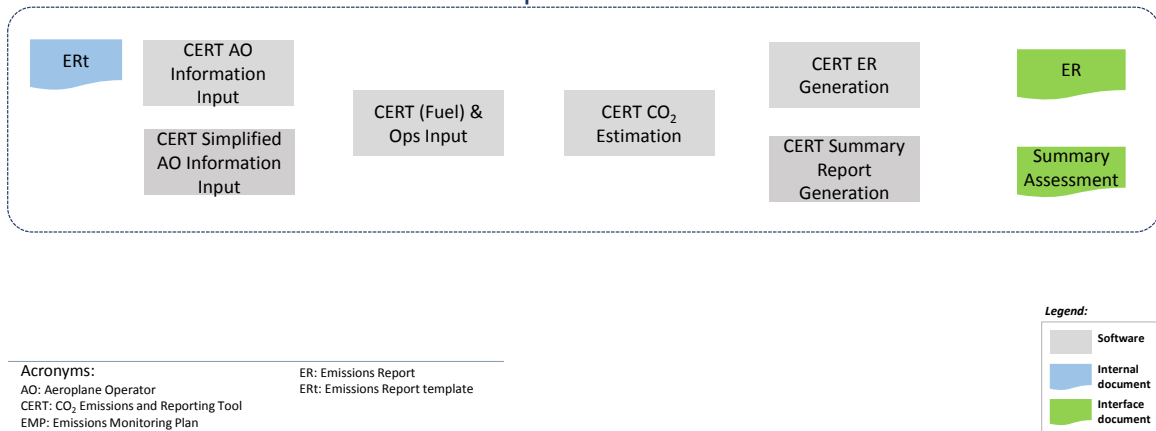 ERt
CERT AO
Information
Input
CERT Simplified
AO Information
Input
CERT (Fuel) &
Ops Input
CERT CO₂
Estimation
CERT ER
Generation
CERT Summary
Report
Generation
ER
Summary
Assessment
Legend:
Software
Internal
document
Interface
document
Acronyms:
AO: Aeroplane Operator
CERT: CO₂ Emissions and Reporting Tool
EMP: Emissions Monitoring Plan
ER: Emissions Report
ERt: Emissions Report template